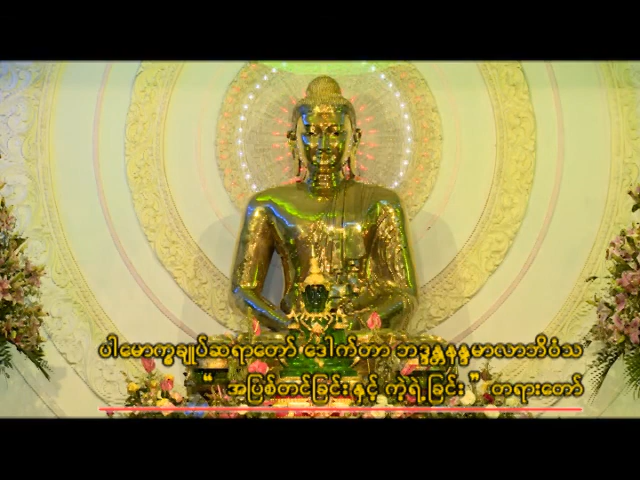 ပါမောက္ခချုပ်ဆရာတော် ဒေါက်တာ ဘဒ္ဒန္တနန္ဒမာလာဘိဝံသ
“ အပြစ်တင်ခြင်းနှင့် ကဲ့ရဲ့ခြင်း ” တရားတော်